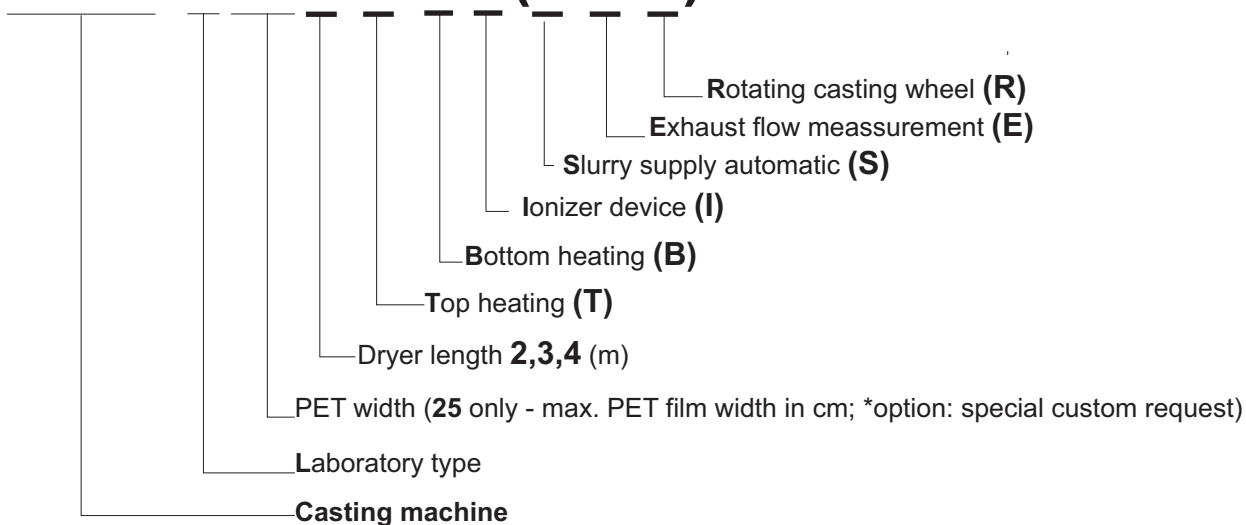 Rotating casting wheel (R)
Exhaust flow meassurement (E)
Slurry supply automatic (S)
Ionizer device (I)
Bottom heating (B)
Top heating (T)
Dryer length 2,3,4 (m)
PET width (25 only - max. PET film width in cm; *option: special custom request)
Laboratory type
Casting machine